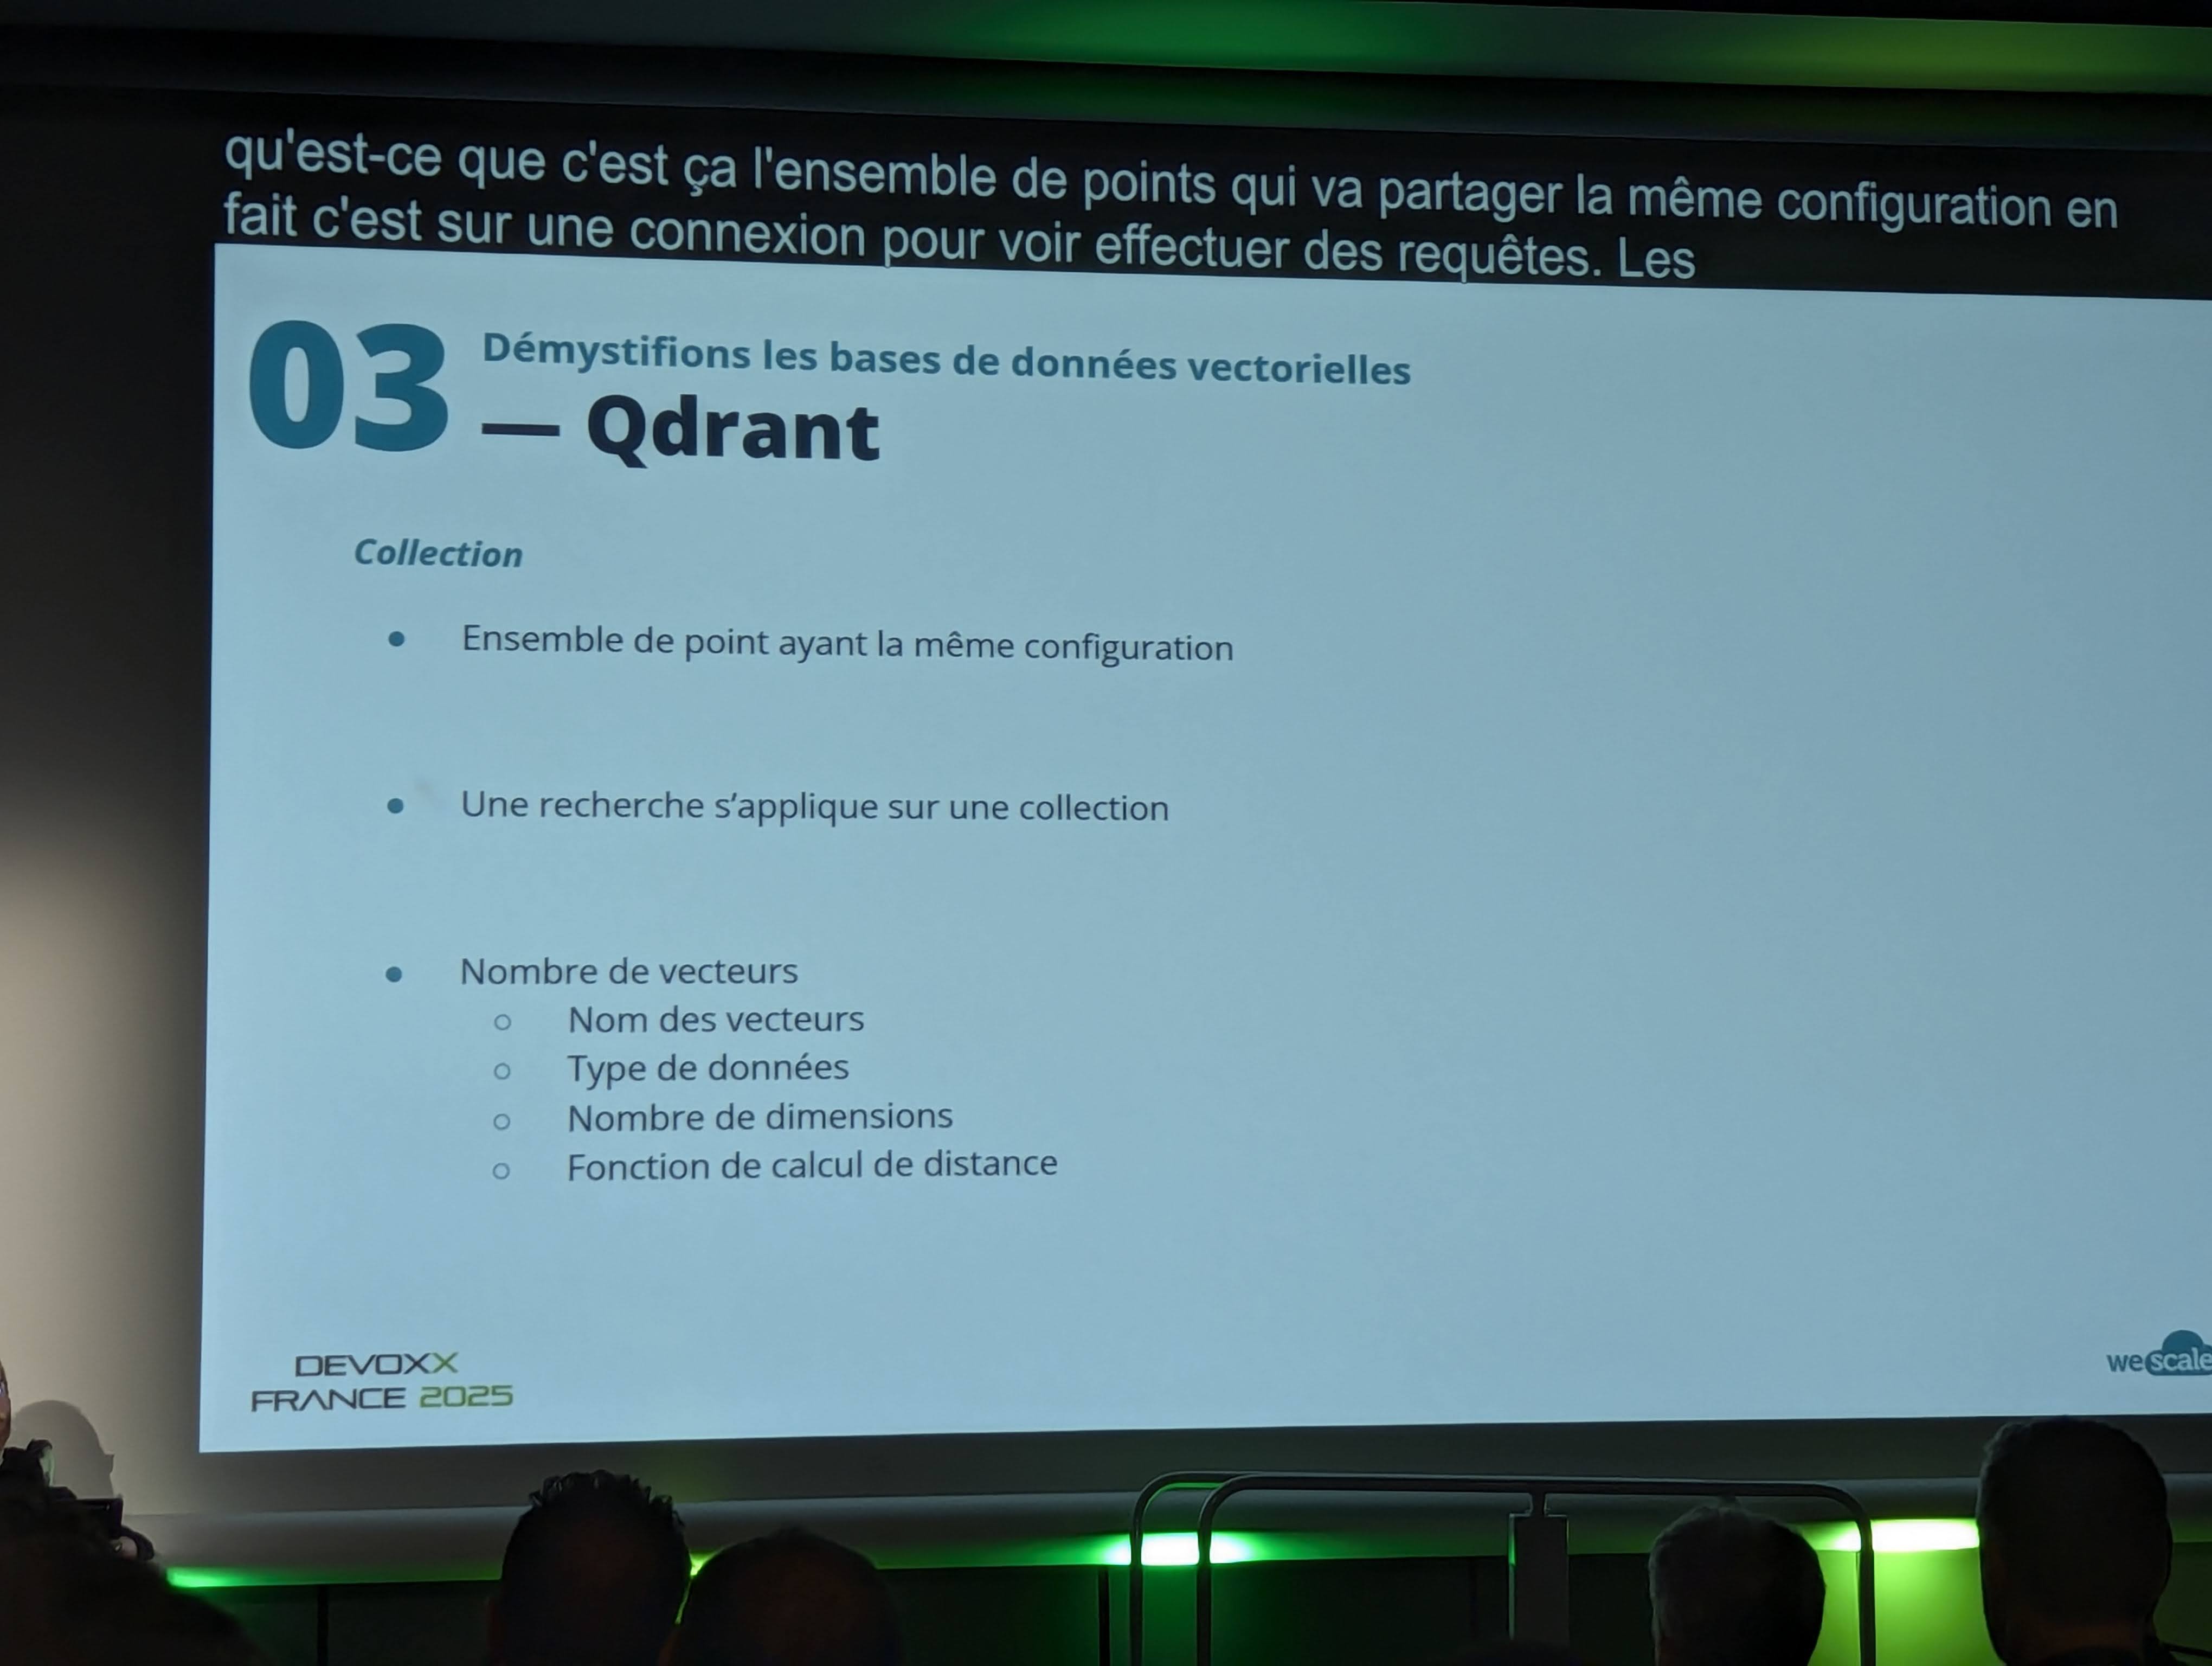 qu'est-ce que c'est ça l'ensemble de points qui va partager la même configuration en
fait c'est sur une connexion pour voir effectuer des requêtes. Les
03
Démystifions les bases de données vectorielles
— Qdrant
Collection
● Ensemble de point ayant la même configuration
● Une recherche s’applique sur une collection
● Nombre de vecteurs
○ Nom des vecteurs
○ Type de données
○ Nombre de dimensions
○ Fonction de calcul de distance
DEVOXX
FRANCE 2025
wescale